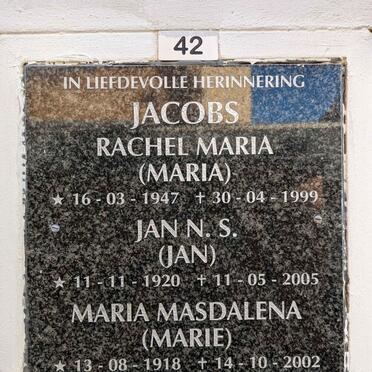 42
IN LIEFDEVOLLE HERINNERING
JACOBS
RACHEL MARIA
(MARIA)
★ 16 - 03 - 1947 ✝ 30 - 04 - 1999
JAN N. S.
(JAN)
★ 11 - 11 - 1920 ✝ 11 - 05 - 2005
MARIA MASDALENA
(MARIE)
★ 13 - 08 - 1918 ✝ 14 - 10 - 2002